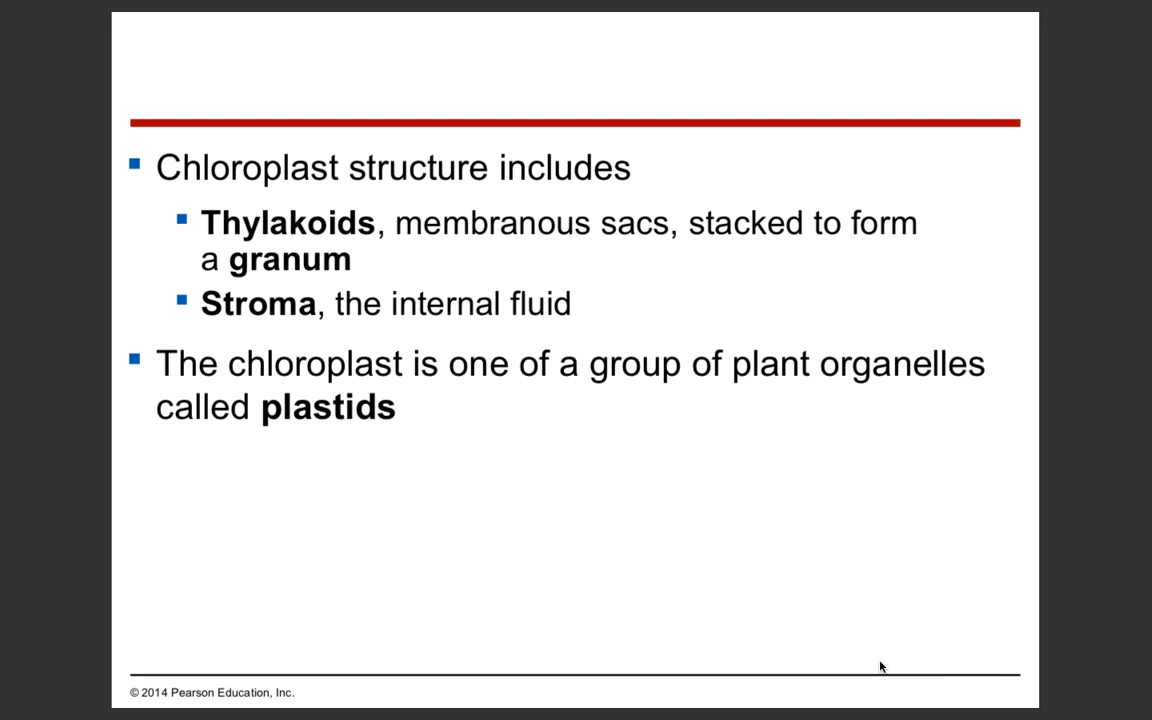 Chloroplast structure includes
Thylakoids, membranous sacs, stacked to form
a granum
Stroma, the internal fluid
The chloroplast is one of a group of plant organelles
called plastids
© 2014 Pearson Education, Inc.